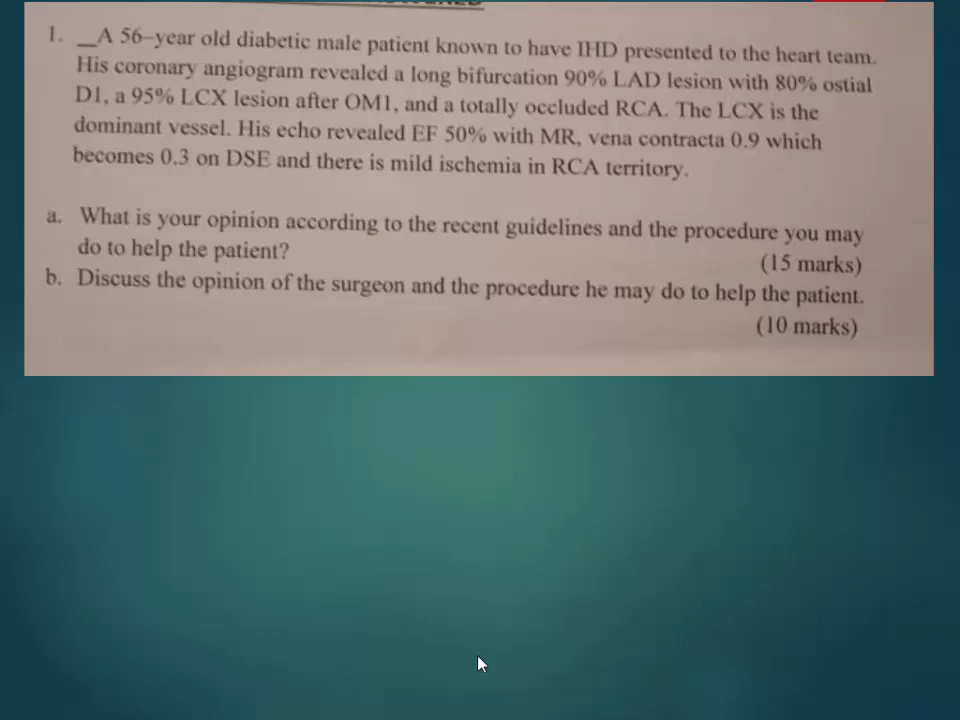 1. __A 56–year old diabetic male patient known to have IHD presented to the heart team.
His coronary angiogram revealed a long bifurcation 90% LAD lesion with 80% ostial
D1, a 95% LCX lesion after OM1, and a totally occluded RCA. The LCX is the
dominant vessel. His echo revealed EF 50% with MR, vena contracta 0.9 which
becomes 0.3 on DSE and there is mild ischemia in RCA territory.
a. What is your opinion according to the recent guidelines and the procedure you may
do to help the patient?
(15 marks)
b. Discuss the opinion of the surgeon and the procedure he may do to help the patient.
(10 marks)